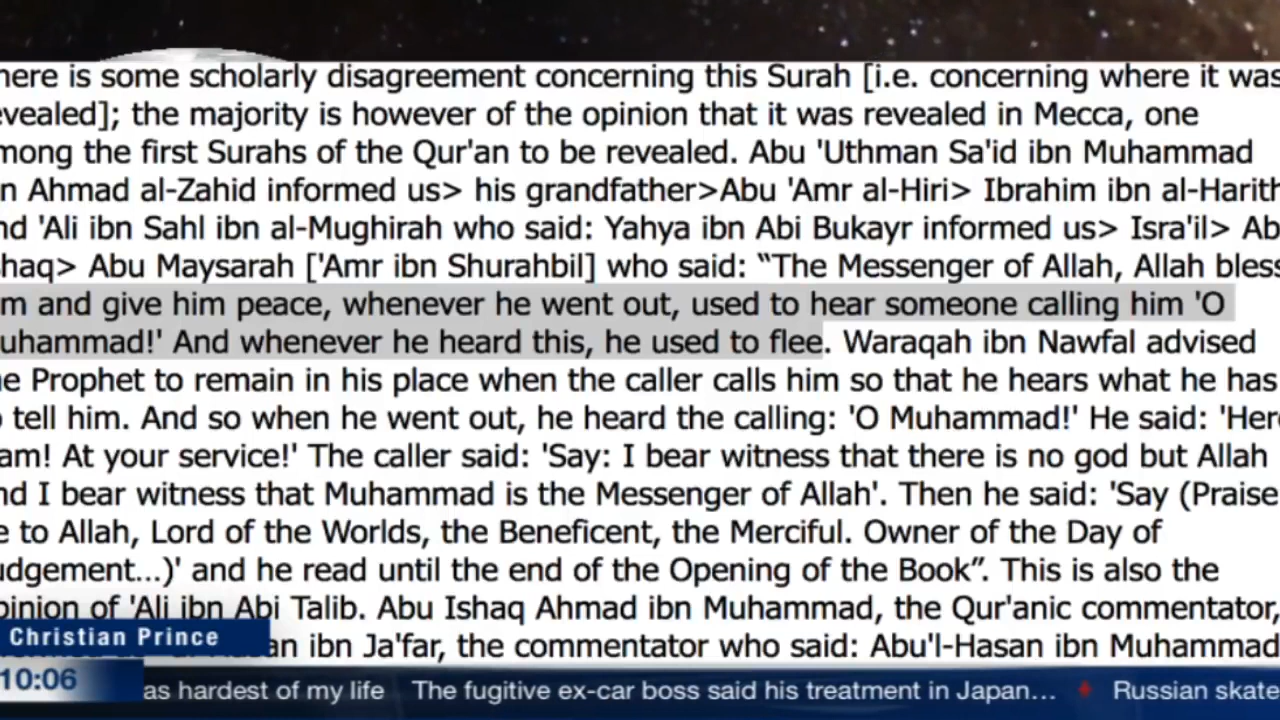 here is some scholarly disagreement concerning this Surah [i.e. concerning where it was
evealed]; the majority is however of the opinion that it was revealed in Mecca, one
mong the first Surahs of the Qur'an to be revealed. Abu 'Uthman Sa'id ibn Muhammad
n Ahmad al-Zahid informed us> his grandfather>Abu 'Amr al-Hiri> Ibrahim ibn al-Harith
nd 'Ali ibn Sahl ibn al-Mughirah who said: Yahya ibn Abi Bukayr informed us> Isra'il> Ab
shaq> Abu Maysarah ['Amr ibn Shurahbil] who said: “The Messenger of Allah, Allah bless
m and give him peace, whenever he went out, used to hear someone calling him 'O
uhammad!' And whenever he heard this, he used to flee. Waraqah ibn Nawfal advised
e Prophet to remain in his place when the caller calls him so that he hears what he has
o tell him. And so when he went out, he heard the calling: 'O Muhammad!' He said: 'Here
am! At your service!' The caller said: 'Say: I bear witness that there is no god but Allah
nd I bear witness that Muhammad is the Messenger of Allah'. Then he said: 'Say (Praise
e to Allah, Lord of the Worlds, the Beneficent, the Merciful. Owner of the Day of
udgement...)' and he read until the end of the Opening of the Book”. This is also the
pinion of 'Ali ibn Abi Talib. Abu Ishaq Ahmad ibn Muhammad, the Qur'anic commentator,
ibn Ja'far, the commentator who said: Abu'l-Hasan ibn Muhammad
Christian Prince
10:06
as hardest of my life The fugitive ex-car boss said his treatment in Japan... Russian skate